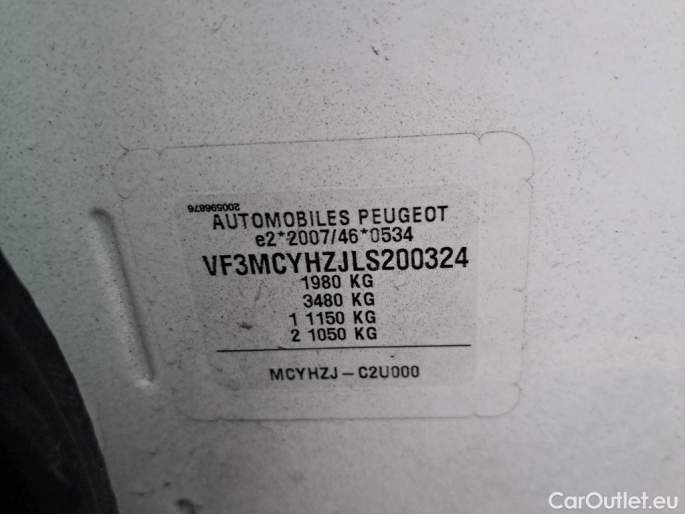 200596876
AUTOMOBILES PEUGEOT
e2*2007/46*0534
VF3MCYHZJLS200324
1980 KG
3480 KG
1 1150 KG
2 1050 KG
MCYHZJ-C2U000
CarOutlet.eu